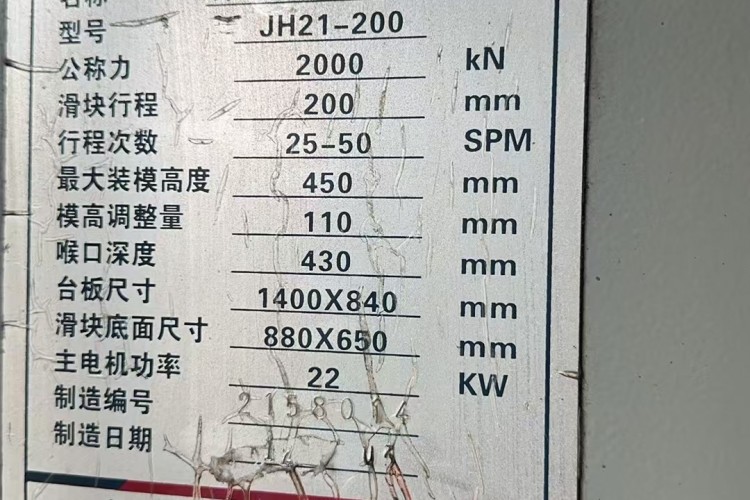 型号 JH21-200
公称力 2000 kN
滑块行程 200 mm
行程次数 25-50 SPM
最大装模高度 450 mm
模高调整量 110 mm
喉口深度 430 mm
台板尺寸 1400X840 mm
滑块底面尺寸 880X650 mm
主电机功率 22 KW
制造编号 2158014
制造日期